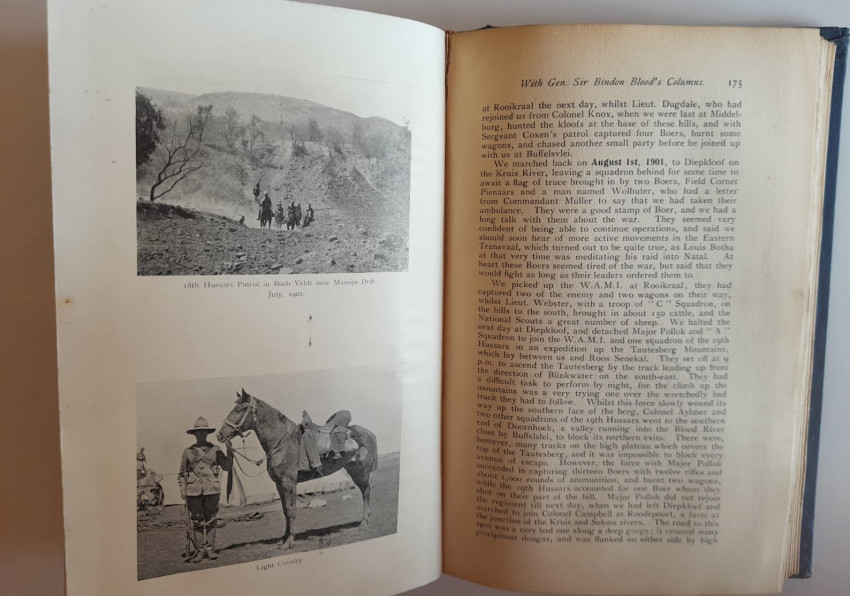 18th Hussars Patrol in Bush Veldt near Massips Drift.
July, 1901.
Light Cavalry.
With Gen. Sir Bindon Blood's Columns. 175
at Rooikraal the next day, whilst Lieut. Dugdale, who had
rejoined us from Colonel Knox, when we were last at Middel-
burg, hunted the kloofs at the base of these hills, and with
Sergeant Coxen's patrol captured four Boers, burnt some
wagons, and chased another small party before he joined up
with us at Buffelsvlei.
We marched back on August 1st, 1901, to Diepkloof on
the Kruis River, leaving a squadron behind for some time to
await a flag of truce brought in by two Boers, Field Cornet
Pienaars and a man named Wolhuter, who had a letter
from Commandant Muller to say that we had taken their
ambulance. They were a good stamp of Boer, and we had a
long talk with them about the war. They seemed very
confident of being able to continue operations, and said we
should soon hear of more active movements in the Eastern
Transvaal, which turned out to be quite true, as Louis Botha
at that very time was meditating his raid into Natal. At
heart these Boers seemed tired of the war, but said that they
would fight as long as their leaders ordered them to.
We picked up the W.A.M.I. at Rooikraal; they had
captured two of the enemy and two wagons on their way,
whilst Lieut. Webster, with a troop of "C" Squadron, on
the hills to the south, brought in about 150 cattle, and the
National Scouts a great number of sheep. We halted the
next day at Diepkloof, and detached Major Pollok and "A"
Squadron to join the W.A.M.I. and one squadron of the 19th
Hussars in an expedition up the Tautesberg Mountains,
which lay between us and Roos Senekal. They set off at 9
p.m. to ascend the Tautesberg by the track leading up from
the direction of Blinkwater on the south-east. They had
a difficult task to perform by night, for the climb up the
mountains was a very trying one over the wretchedly bad
track they had to follow. Whilst this force slowly wound its
way up the southern face of the berg, Colonel Aylmer and
two other squadrons of the 19th Hussars went to the southern
end of Doornhoek, a valley running into the Blood River
close by Buffelslei, to block its northern exits. There were,
however, many tracks on the high plateau which covers the
top of the Tautesberg, and it was impossible to block every
avenue of escape. However, the force with Major Pollok
succeeded in capturing thirteen Boers with twelve rifles and
about 1,000 rounds of ammunition, and burnt two wagons,
while the 19th Hussars accounted for one Boer whom they
shot on their part of the hill. Major Pollok did not rejoin
the regiment till next day, when we left Diepkloof and
marched to join Colonel Campbell at Roodepoort, a farm at
the junction of the Kruis and Selons rivers. The road to this
spot was a very bad one along a deep gorge; it crossed many
precipitous dongas, and was flanked on either side by high